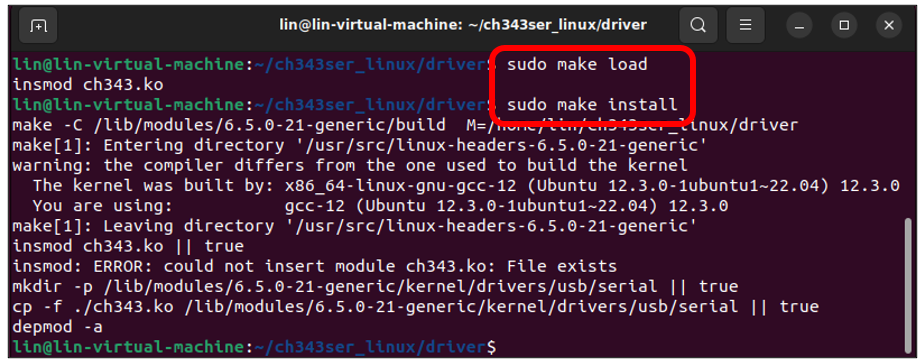 lin@lin-virtual-machine: ~/ch343ser_linux/driver
lin@lin-virtual-machine:~/ch343ser_linux/driver$ sudo make load
insmod ch343.ko
lin@lin-virtual-machine:~/ch343ser_linux/driver$ sudo make install
make -C /lib/modules/6.5.0-21-generic/build  M=/home/lin/ch343ser_linux/driver
make[1]: Entering directory '/usr/src/linux-headers-6.5.0-21-generic'
warning: the compiler differs from the one used to build the kernel
  The kernel was built by: x86_64-linux-gnu-gcc-12 (Ubuntu 12.3.0-1ubuntu1~22.04) 12.3.0
  You are using:           gcc-12 (Ubuntu 12.3.0-1ubuntu1~22.04) 12.3.0
make[1]: Leaving directory '/usr/src/linux-headers-6.5.0-21-generic'
insmod ch343.ko || true
insmod: ERROR: could not insert module ch343.ko: File exists
mkdir -p /lib/modules/6.5.0-21-generic/kernel/drivers/usb/serial || true
cp -f ./ch343.ko /lib/modules/6.5.0-21-generic/kernel/drivers/usb/serial || true
depmod -a
lin@lin-virtual-machine:~/ch343ser_linux/driver$